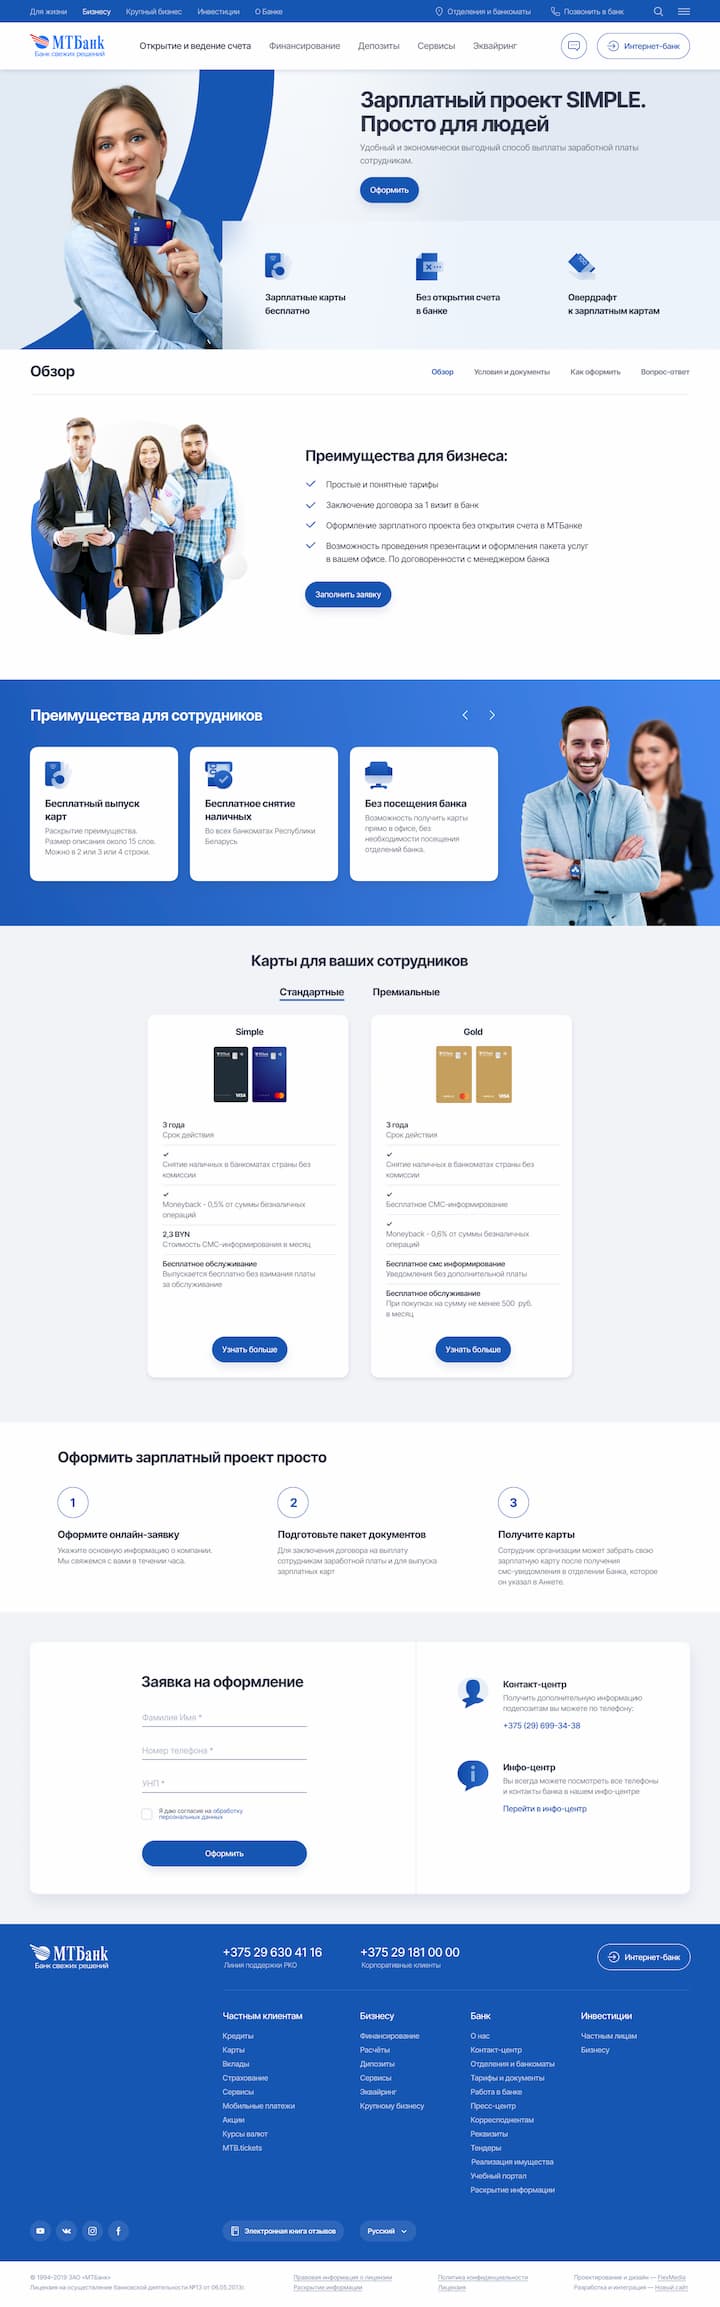 Для жизни Бизнесу Крупный бизнес Инвестиции О Банке Отделения и банкоматы Позвонить в банк
МТБанк
Банк свежих решений
Открытие и ведение счета Финансирование Депозиты Сервисы Эквайринг Интернет-банк
Зарплатный проект SIMPLE.
Просто для людей
Удобный и экономически выгодный способ выплаты заработной платы
сотрудникам.
Оформить
Зарплатные карты
бесплатно
Без открытия счета
в банке
Овердрафт
к зарплатным картам
Обзор
Обзор Условия и документы Как оформить Вопрос-ответ
Преимущества для бизнеса:
Простые и понятные тарифы
Заключение договора за 1 визит в банк
Оформление зарплатного проекта без открытия счета в МТБанке
Возможность проведения презентации и оформления пакета услуг
в вашем офисе. По договоренности с менеджером банка
Заполнить заявку
Преимущества для сотрудников
Бесплатный выпуск
карт
Раскрытие преимущества.
Размер описания около 15 слов.
Можно в 2 или 3 или 4 строки.
Бесплатное снятие
наличных
Во всех банкоматах Республики
Беларусь
Без посещения банка
Возможность получить карты
прямо в офисе, без
необходимости посещения
отделений банка.
Карты для ваших сотрудников
Стандартные Премиальные
Simple
3 года
Срок действия
Снятие наличных в банкоматах страны без
комиссии
Moneyback - 0,5% от суммы безналичных
операций
2,3 BYN
Стоимость СМС-информирования в месяц
Бесплатное обслуживание
Выпускается бесплатно без взимания платы
за обслуживание
Узнать больше
Gold
3 года
Срок действия
Снятие наличных в банкоматах страны без
комиссии
Бесплатное СМС-информирование
Moneyback - 0,6% от суммы безналичных
операций
Бесплатное смс информирование
Уведомления без дополнительной платы
Бесплатное обслуживание
При покупках на сумму не менее 500 руб.
в месяц
Узнать больше
Оформить зарплатный проект просто
1
Оформите онлайн-заявку
Укажите основную информацию о компании.
Мы свяжемся с вами в течении часа.
2
Подготовьте пакет документов
Для заключения договора на выплату
сотрудникам заработной платы и для выпуска
зарплатных карт
3
Получите карты
Сотрудник организации может забрать свою
зарплатную карту после получения
смс-уведомления в отделении Банка, которое
он указал в Анкете.
Заявка на оформление
Фамилия Имя *
Номер телефона *
УНП *
Я даю согласие на обработку
персональных данных
Оформить
Контакт-центр
Получить дополнительную информацию
подепозитам вы можете по телефону:
+375 (29) 699-34-38
Инфо-центр
Вы всегда можете посмотреть все телефоны
и контакты банка в нашем инфо-центре
Перейти в инфо-центр
МТБанк
Банк свежих решений
+375 29 630 41 16
Линия поддержки РКО
+375 29 181 00 00
Корпоративные клиенты
Интернет-банк
Частным клиентам
Кредиты
Карты
Вклады
Страхование
Сервисы
Мобильные платежи
Акции
Курсы валют
MTB.tickets
Бизнесу
Финансирование
Расчёты
Дипозиты
Сервисы
Эквайринг
Крупному бизнесу
Банк
О нас
Контакт-центр
Отделения и банкоматы
Тарифы и документы
Работа в банке
Пресс-центр
Корреспондентам
Реквизиты
Тендеры
Реализация имущества
Учебный портал
Раскрытие информации
Инвестиции
Частным лицам
Бизнесу
Электронная книга отзывов Русский
© 1994–2019 ЗАО «МТБанк»
Лицензия на осуществление банковской деятельности №13 от 06.05.2013г.
Правовая информация о лицензии
Раскрытие информации
Политика конфиденциальности
Лицензия
Проектирование и дизайн — FlexMedia
Разработка и интеграция — Новый сайт